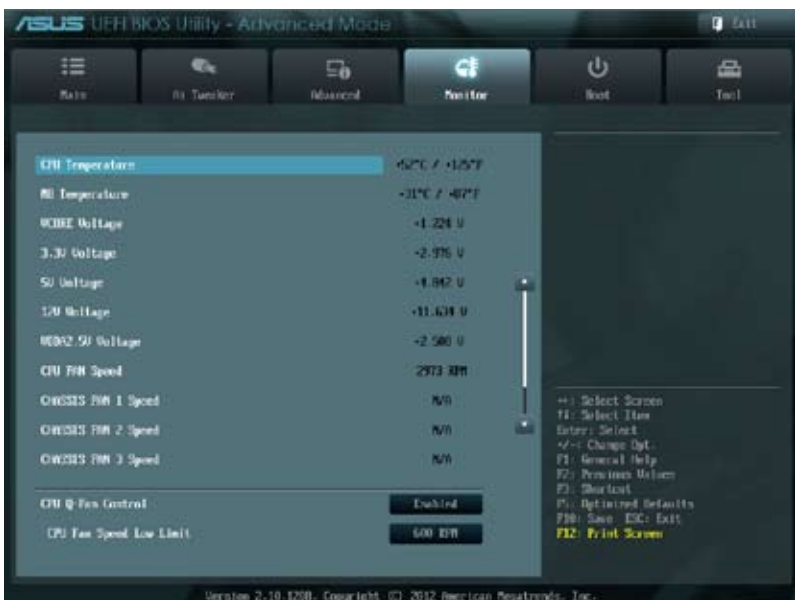 ASUS UEFI BIOS Utility - Advanced Mode
Exit
Main
Ai Tweaker
Advanced
Monitor
Boot
Tool
CPU Temperature +52°C / +125°F
MB Temperature +31°C / +87°F
VCORE Voltage +1.224 V
3.3V Voltage +2.976 V
5V Voltage +4.842 V
12V Voltage +11.634 V
VDDA2.5V Voltage +2.508 V
CPU FAN Speed 2973 RPM
CHASSIS FAN 1 Speed N/A
CHASSIS FAN 2 Speed N/A
CHASSIS FAN 3 Speed N/A
CPU Q-Fan Control Enabled
CPU Fan Speed Low Limit 600 RPM
→←: Select Screen
↑↓: Select Item
Enter: Select
+/-: Change Opt.
F1: General Help
F2: Previous Values
F3: Shortcut
F5: Optimized Defaults
F10: Save ESC: Exit
F12: Print Screen
Version 2.10.1208. Copyright (C) 2012 American Megatrends, Inc.